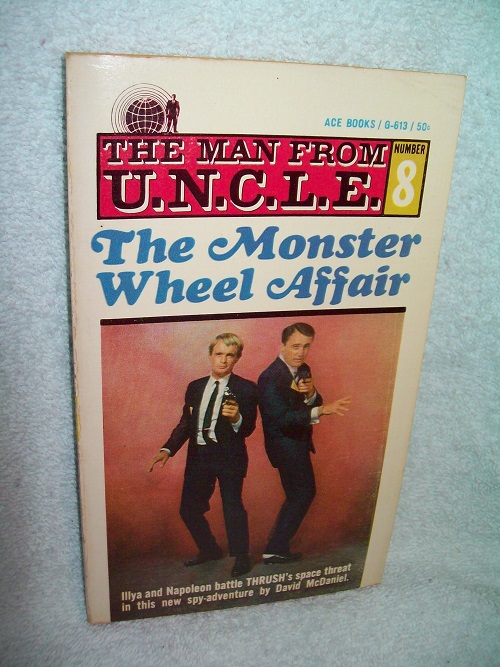 ACE BOOKS / G-613 / 50¢
THE MAN FROM
U.N.C.L.E.
NUMBER
8
The Monster
Wheel Affair
Illya and Napoleon battle THRUSH's space threat
in this new spy-adventure by David McDaniel.